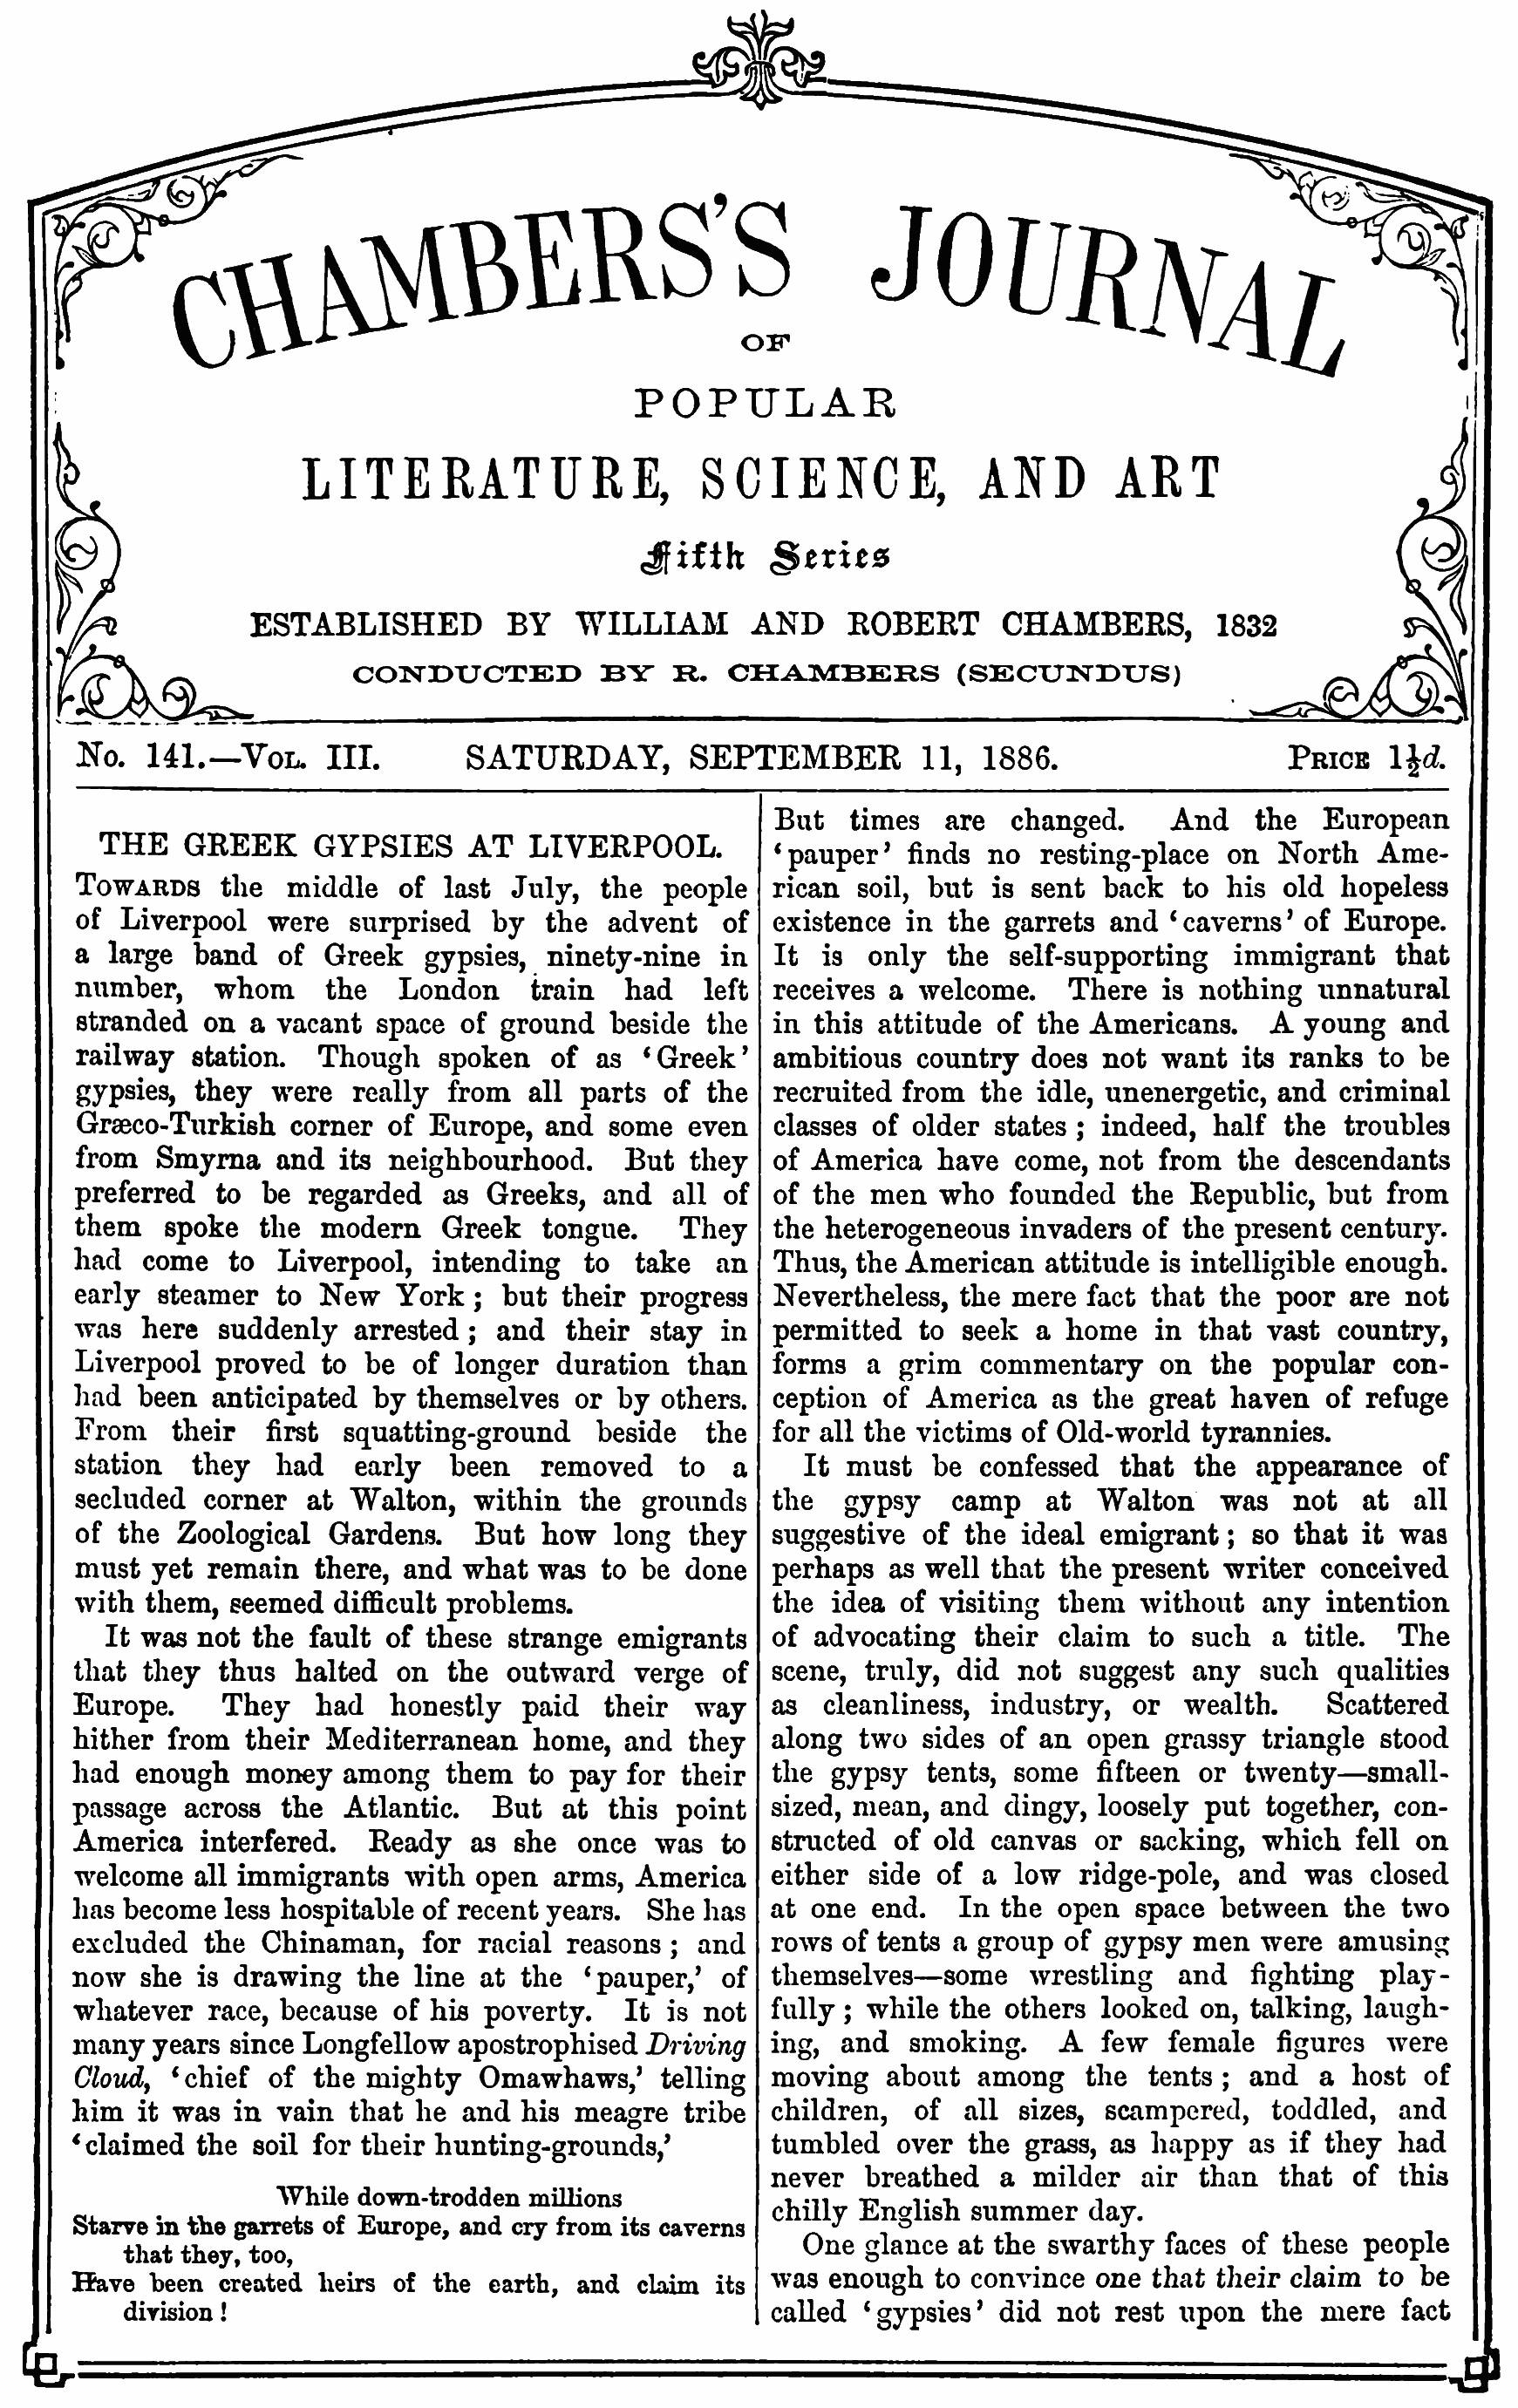 CHAMBERS'S JOURNAL
OF
POPULAR
LITERATURE, SCIENCE, AND ART
Fifth Series
ESTABLISHED BY WILLIAM AND ROBERT CHAMBERS, 1832
CONDUCTED BY R. CHAMBERS (SECUNDUS)
No. 141.—Vol. III. SATURDAY, SEPTEMBER 11, 1886. Price 1½d.
THE GREEK GYPSIES AT LIVERPOOL.
Towards the middle of last July, the people
of Liverpool were surprised by the advent of
a large band of Greek gypsies, ninety-nine in
number, whom the London train had left
stranded on a vacant space of ground beside the
railway station. Though spoken of as ‘Greek’
gypsies, they were really from all parts of the
Græco-Turkish corner of Europe, and some even
from Smyrna and its neighbourhood. But they
preferred to be regarded as Greeks, and all of
them spoke the modern Greek tongue. They
had come to Liverpool, intending to take an
early steamer to New York; but their progress
was here suddenly arrested; and their stay in
Liverpool proved to be of longer duration than
had been anticipated by themselves or by others.
From their first squatting-ground beside the
station they had early been removed to a
secluded corner at Walton, within the grounds
of the Zoological Gardens. But how long they
must yet remain there, and what was to be done
with them, seemed difficult problems.
It was not the fault of these strange emigrants
that they thus halted on the outward verge of
Europe. They had honestly paid their way
hither from their Mediterranean home, and they
had enough money among them to pay for their
passage across the Atlantic. But at this point
America interfered. Ready as she once was to
welcome all immigrants with open arms, America
has become less hospitable of recent years. She has
excluded the Chinaman, for racial reasons; and
now she is drawing the line at the ‘pauper,’ of
whatever race, because of his poverty. It is not
many years since Longfellow apostrophised Driving
Cloud, ‘chief of the mighty Omawhaws,’ telling
him it was in vain that he and his meagre tribe
‘claimed the soil for their hunting-grounds,’
While down-trodden millions
Starve in the garrets of Europe, and cry from its caverns
that they, too,
Have been created heirs of the earth, and claim its
division!
But times are changed. And the European
‘pauper’ finds no resting-place on North Ame-
rican soil, but is sent back to his old hopeless
existence in the garrets and ‘caverns’ of Europe.
It is only the self-supporting immigrant that
receives a welcome. There is nothing unnatural
in this attitude of the Americans. A young and
ambitious country does not want its ranks to be
recruited from the idle, unenergetic, and criminal
classes of older states; indeed, half the troubles
of America have come, not from the descendants
of the men who founded the Republic, but from
the heterogeneous invaders of the present century.
Thus, the American attitude is intelligible enough.
Nevertheless, the mere fact that the poor are not
permitted to seek a home in that vast country,
forms a grim commentary on the popular con-
ception of America as the great haven of refuge
for all the victims of Old-world tyrannies.
It must be confessed that the appearance of
the gypsy camp at Walton was not at all
suggestive of the ideal emigrant; so that it was
perhaps as well that the present writer conceived
the idea of visiting them without any intention
of advocating their claim to such a title. The
scene, truly, did not suggest any such qualities
as cleanliness, industry, or wealth. Scattered
along two sides of an open grassy triangle stood
the gypsy tents, some fifteen or twenty—small-
sized, mean, and dingy, loosely put together, con-
structed of old canvas or sacking, which fell on
either side of a low ridge-pole, and was closed
at one end. In the open space between the two
rows of tents a group of gypsy men were amusing
themselves—some wrestling and fighting play-
fully; while the others looked on, talking, laugh-
ing, and smoking. A few female figures were
moving about among the tents; and a host of
children, of all sizes, scampered, toddled, and
tumbled over the grass, as happy as if they had
never breathed a milder air than that of this
chilly English summer day.
One glance at the swarthy faces of these people
was enough to convince one that their claim to be
called ‘gypsies’ did not rest upon the mere fact